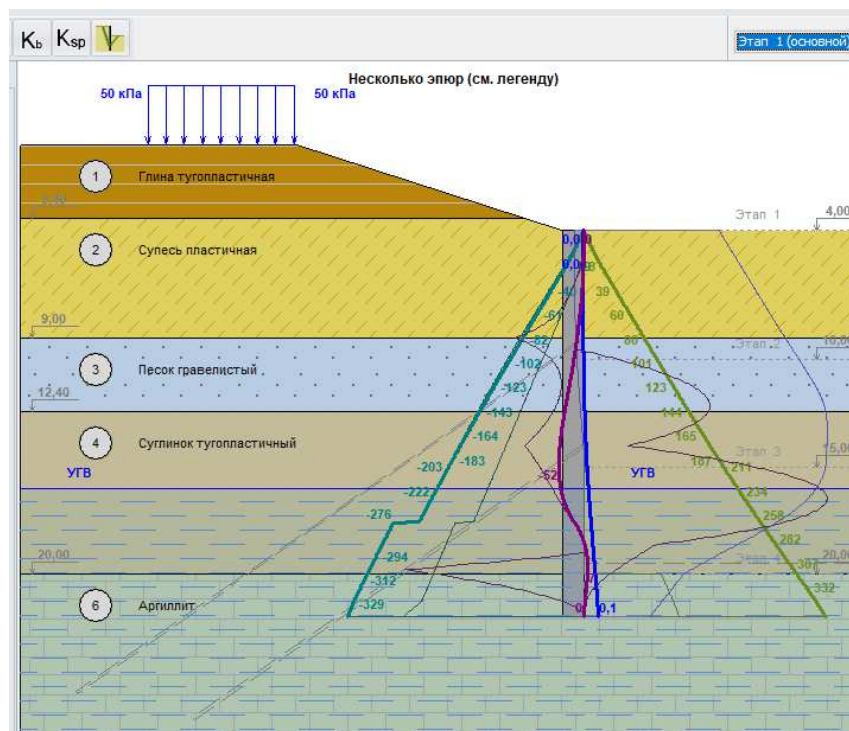 Kb Ksp
Этап 1 (основной)
Несколько эпюр (см. легенду)
50 кПа 50 кПа
1 Глина тугопластичная
Этап 1 4,00
2 Супесь пластичная
39
-61 60
9,00
-82 80
Этап 2
-102 101
3 Песок гравелистый
-123 123
12,40
-143 144
-164 165
4 Суглинок тугопластичный
Этап 3 15,00
-183 187
-203 211
УГВ -52 УГВ
-222 234
-276 258
282
-294 307
20,00 20,00
-312
332
6 Аргиллит
-329 0 0,1